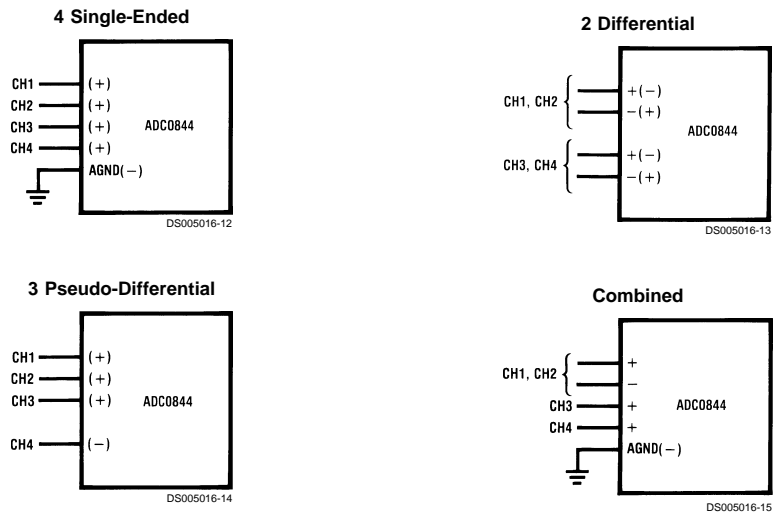 4 Single-Ended
CH1
(+)
CH2
(+)
CH3
(+)
CH4
(+)
ADC0844
AGND(−)
DS005016-12
2 Differential
CH1, CH2
+(−)
−(+)
ADC0844
CH3, CH4
+(−)
−(+)
DS005016-13
3 Pseudo-Differential
CH1
(+)
CH2
(+)
CH3
(+)
ADC0844
CH4
(−)
DS005016-14
Combined
CH1, CH2
+
−
CH3
+
ADC0844
CH4
+
AGND(−)
DS005016-15